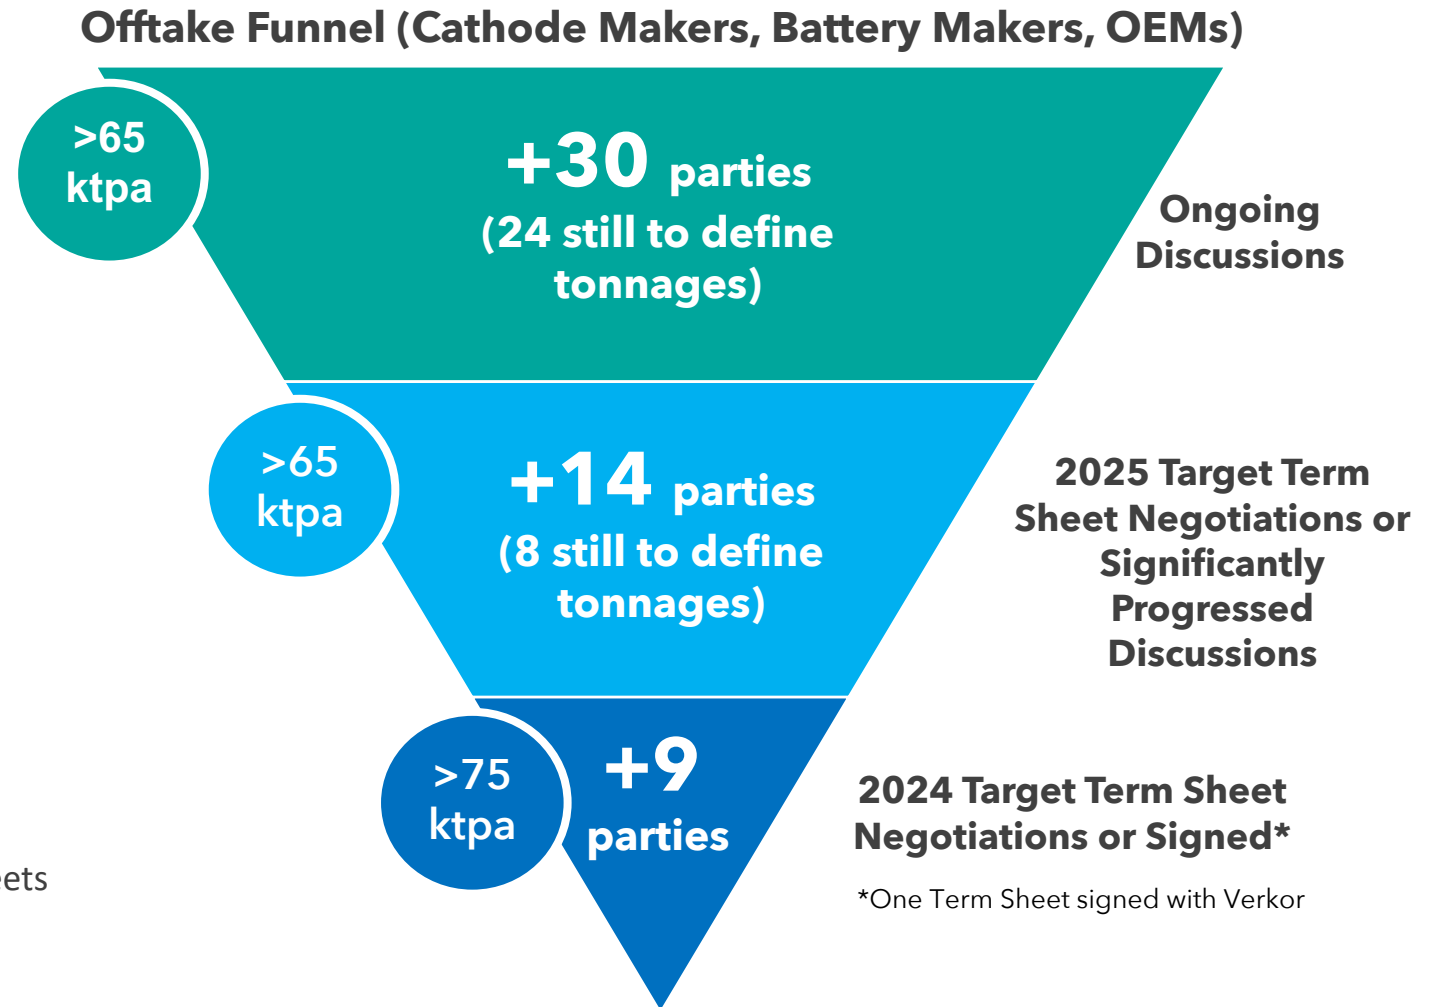 Offtake Funnel (Cathode Makers, Battery Makers, OEMs)
>65
ktpa
+30 parties
(24 still to define
tonnages)
Ongoing
Discussions
>65
ktpa
+14 parties
(8 still to define
tonnages)
2025 Target Term
Sheet Negotiations or
Significantly
Progressed
Discussions
>75
ktpa
+9
parties
2024 Target Term Sheet
Negotiations or Signed*
*One Term Sheet signed with Verkor